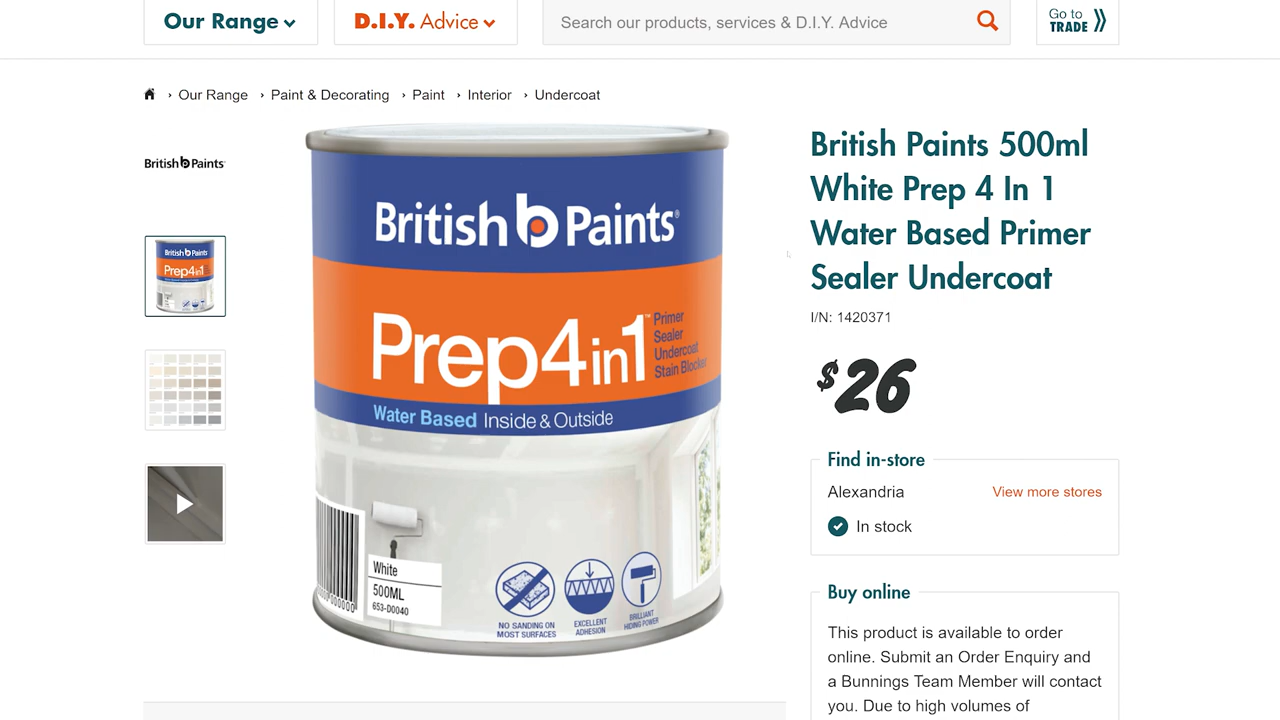 Our Range
D.I.Y. Advice
Search our products, services & D.I.Y. Advice
Go to
TRADE
Our Range
Paint & Decorating
Paint
Interior
Undercoat
British Paints
British Paints
Prep4in1
British Paints®
Prep4in1™
Primer
Sealer
Undercoat
Stain Blocker
Water Based Inside & Outside
White
500ML
653-D0040
NO SANDING ON
MOST SURFACES
EXCELLENT
ADHESION
BRILLIANT
HIDING POWER
British Paints 500ml
White Prep 4 In 1
Water Based Primer
Sealer Undercoat
I/N: 1420371
$26
Find in-store
Alexandria
View more stores
In stock
Buy online
This product is available to order
online. Submit an Order Enquiry and
a Bunnings Team Member will contact
you. Due to high volumes of